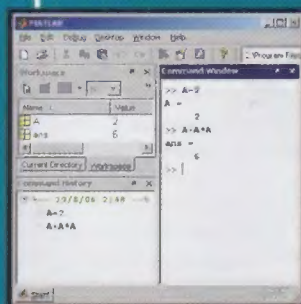 MATLAB
File Edit Debug Desktop Window Help
Workspace
Name Value
A 2
ans 6
Current Directory Workspace
Command History
A=2
A+A*A
Start
Command Window
>> A=2
A =
2
>> A+A*A
ans =
6
>>